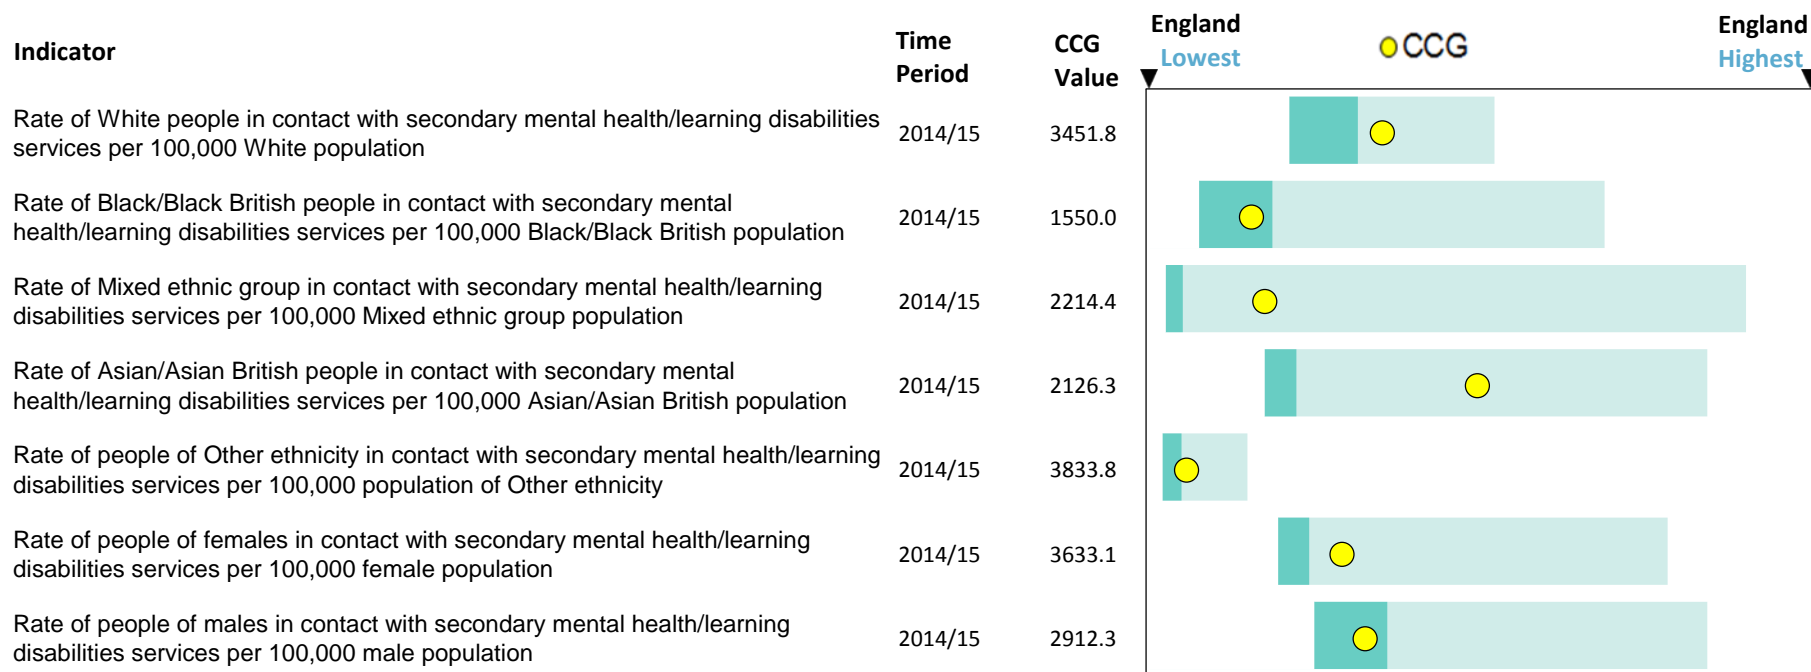 Indicator
Time
Period
CCG
Value
England
Lowest
CCG
England
Highest
Rate of White people in contact with secondary mental health/learning disabilities
services per 100,000 White population
2014/15
3451.8
Rate of Black/Black British people in contact with secondary mental
health/learning disabilities services per 100,000 Black/Black British population
2014/15
1550.0
Rate of Mixed ethnic group in contact with secondary mental health/learning
disabilities services per 100,000 Mixed ethnic group population
2014/15
2214.4
Rate of Asian/Asian British people in contact with secondary mental
health/learning disabilities services per 100,000 Asian/Asian British population
2014/15
2126.3
Rate of people of Other ethnicity in contact with secondary mental health/learning
disabilities services per 100,000 population of Other ethnicity
2014/15
3833.8
Rate of people of females in contact with secondary mental health/learning
disabilities services per 100,000 female population
2014/15
3633.1
Rate of people of males in contact with secondary mental health/learning
disabilities services per 100,000 male population
2014/15
2912.3